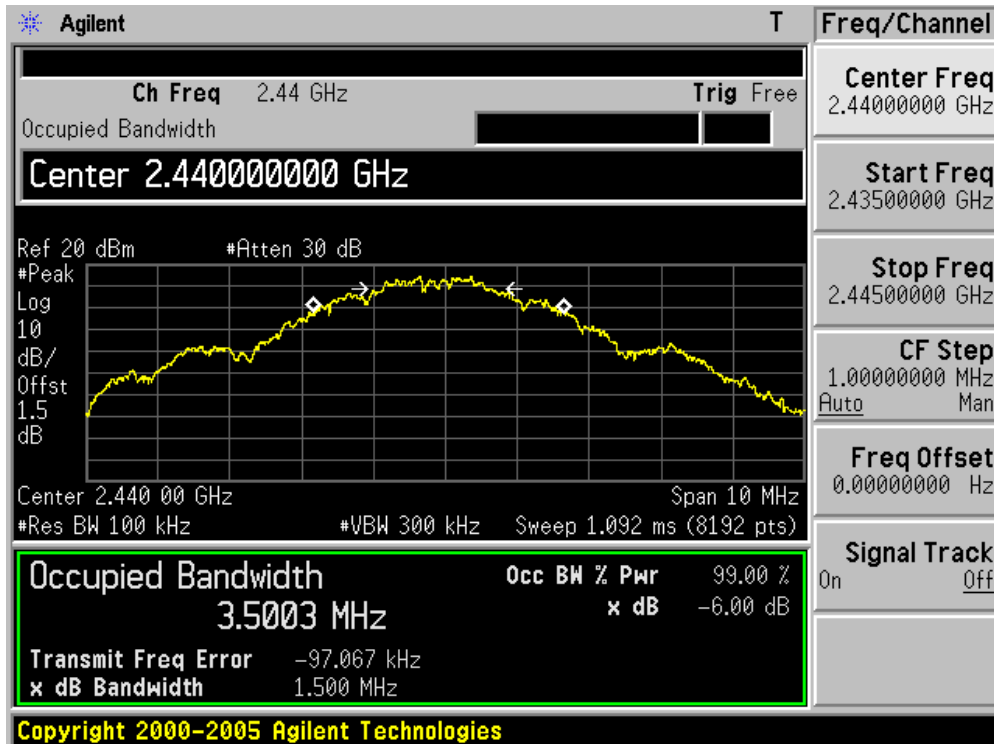 Agilent T Freq/Channel
Ch Freq 2.44 GHz Trig Free
Occupied Bandwidth
Center 2.440000000 GHz
Ref 20 dBm #Atten 30 dB
#Peak
Log
10
dB/
Offst
1.5
dB
Center 2.440 00 GHz Span 10 MHz
#Res BW 100 kHz #VBW 300 kHz Sweep 1.092 ms (8192 pts)
Occupied Bandwidth Occ BW % Pwr 99.00 %
3.5003 MHz x dB -6.00 dB
Transmit Freq Error -97.067 kHz
x dB Bandwidth 1.500 MHz
Copyright 2000-2005 Agilent Technologies
Center Freq
2.44000000 GHz
Start Freq
2.43500000 GHz
Stop Freq
2.44500000 GHz
CF Step
1.00000000 MHz
Auto Man
Freq Offset
0.00000000 Hz
Signal Track
On Off